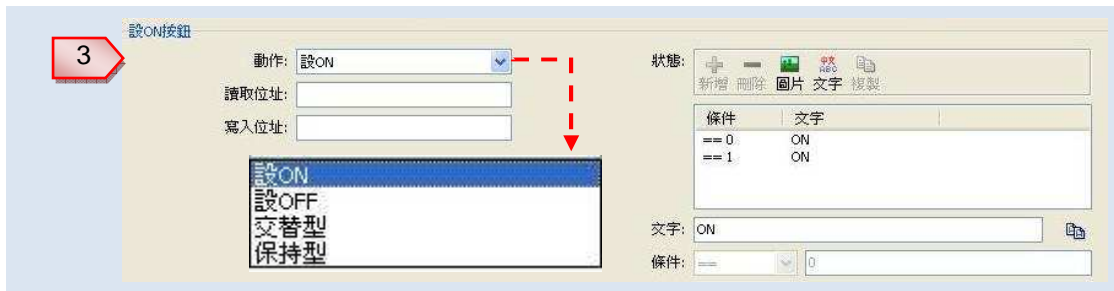 設ON按鈕
3
動作: 設ON
讀取位址:
寫入位址:
設ON
設OFF
交替型
保持型
狀態:
中文
ABC
新增 刪除 圖片 文字 複製
條件 文字
== 0 ON
== 1 ON
文字: ON
條件: == 0